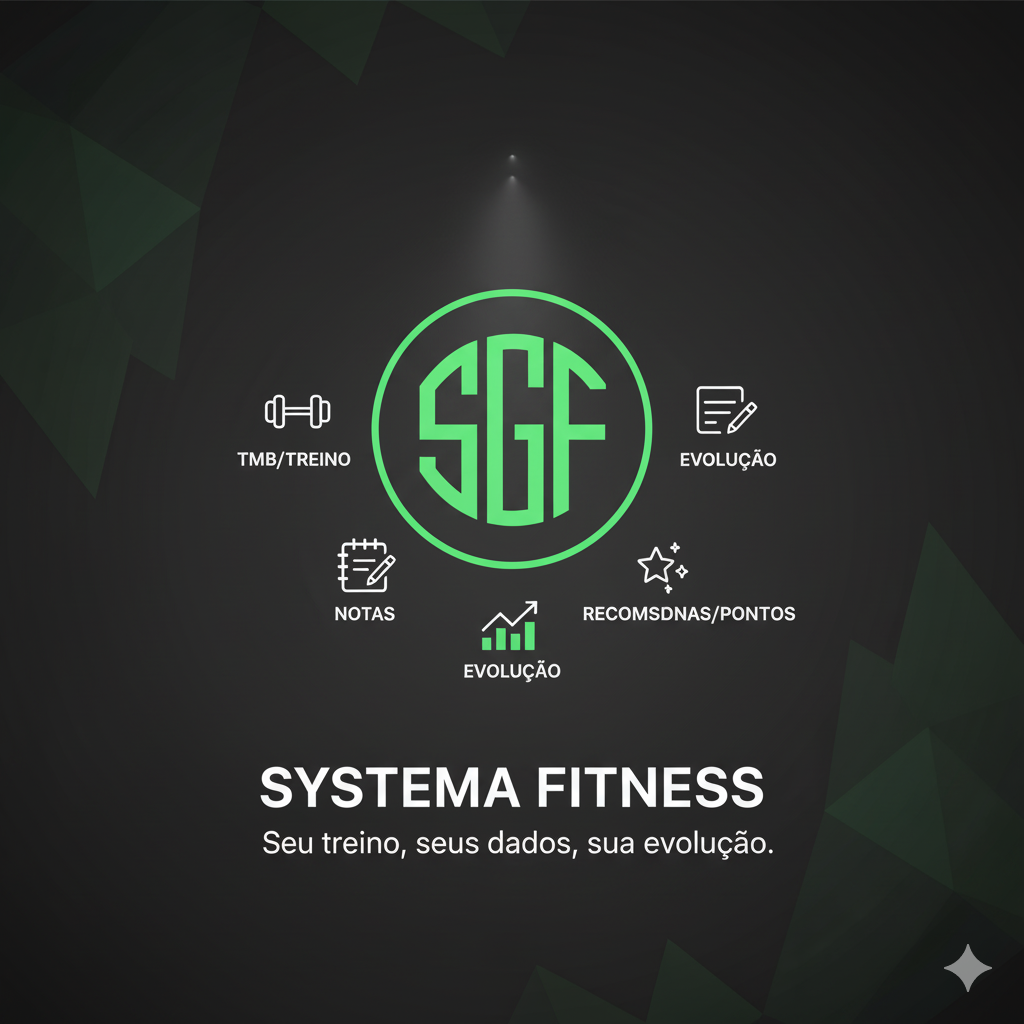 SGF
TMB/TREINO
EVOLUÇÃO
NOTAS
RECOMSDNAS/PONTOS
EVOLUÇÃO
SYSTEMA FITNESS
Seu treino, seus dados, sua evolução.